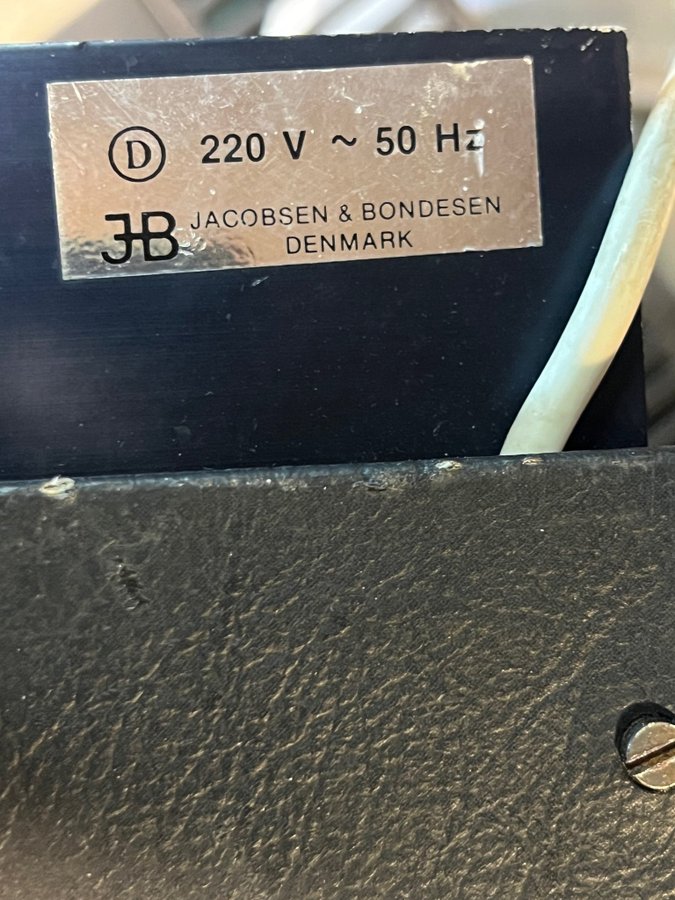 D 220 V ~ 50 Hz
JB JACOBSEN & BONDESEN
DENMARK